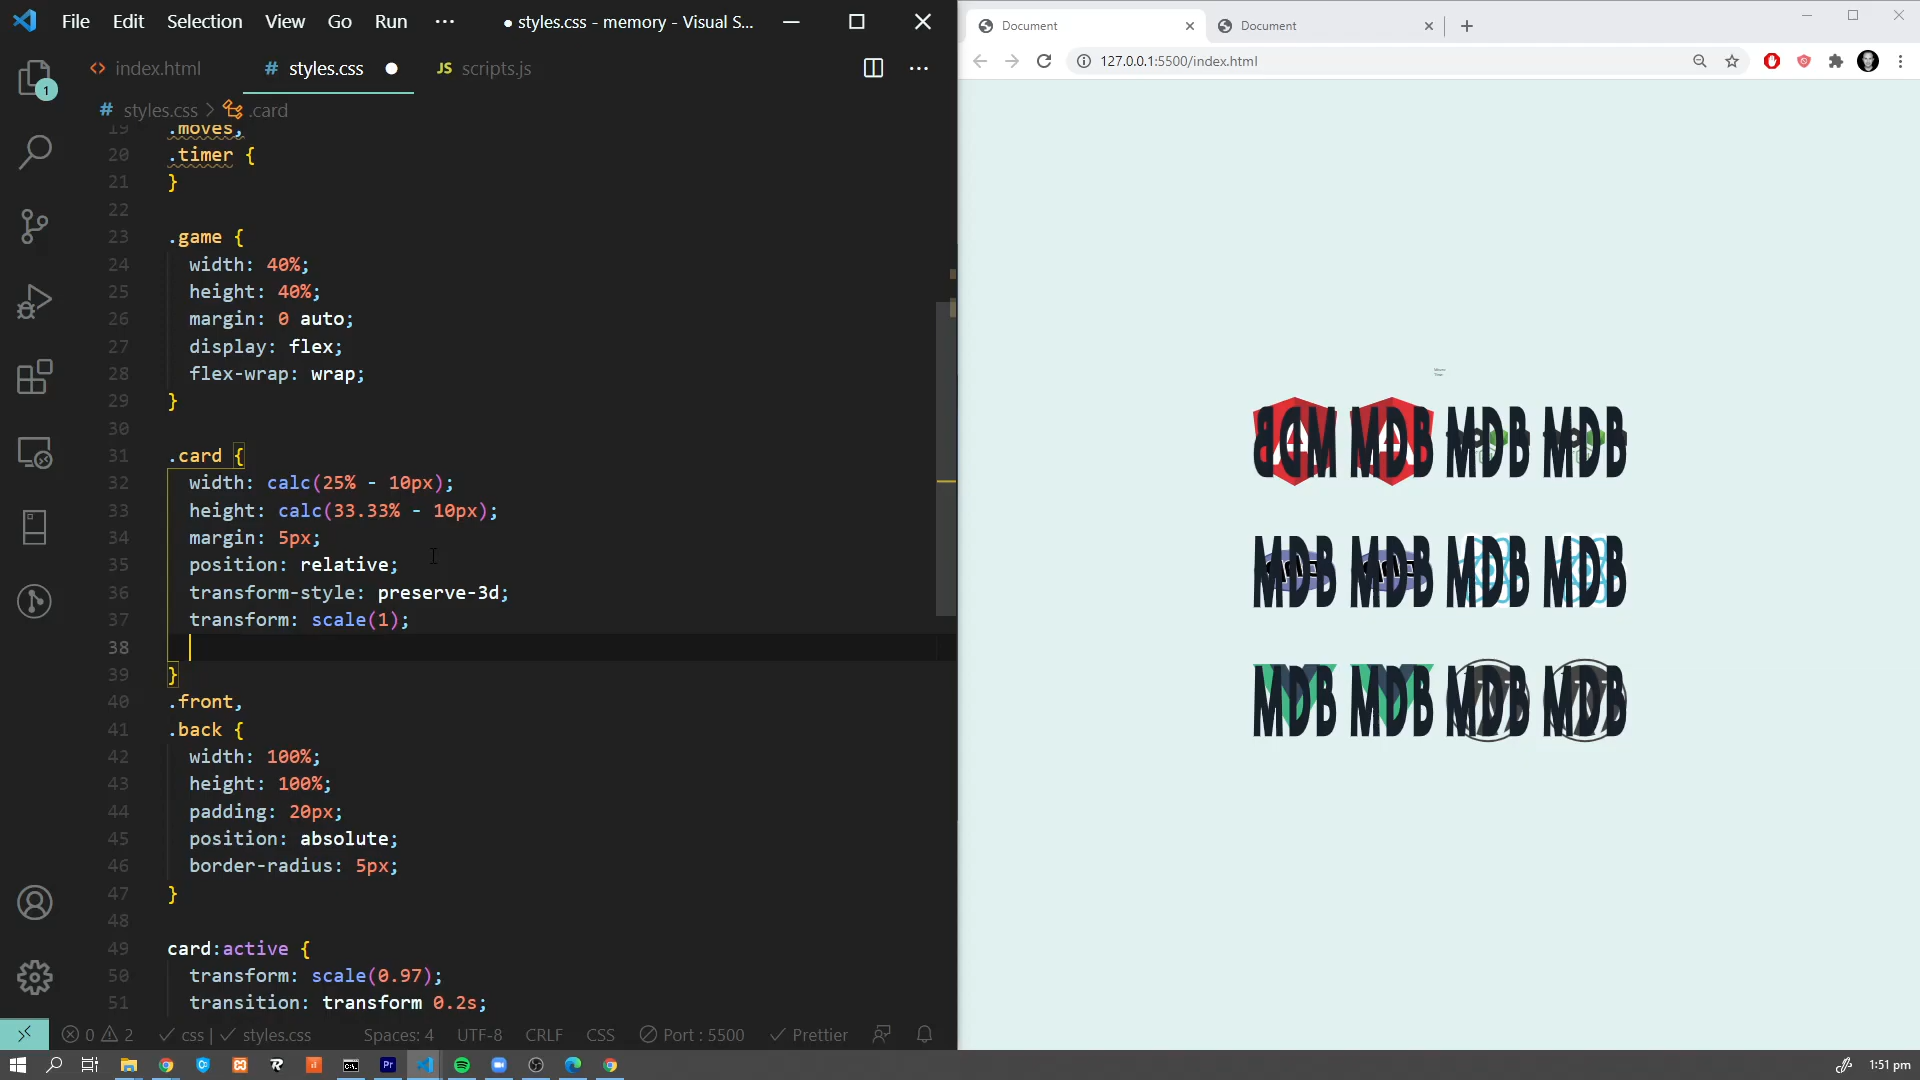 File Edit Selection View Go Run ··· ● styles.css - memory - Visual S...
<> index.html # styles.css ● JS scripts.js ···
# styles.css > .card
1
19 .moves,
20 .timer {
21 }
22
23 .game {
24 width: 40%;
25 height: 40%;
26 margin: 0 auto;
27 display: flex;
28 flex-wrap: wrap;
29 }
30
31 .card {
32 width: calc(25% - 10px);
33 height: calc(33.33% - 10px);
34 margin: 5px;
35 position: relative;
36 transform-style: preserve-3d;
37 transform: scale(1);
38
39 }
40 .front,
41 .back {
42 width: 100%;
43 height: 100%;
44 padding: 20px;
45 position: absolute;
46 border-radius: 5px;
47 }
48
49 card:active {
50 transform: scale(0.97);
51 transition: transform 0.2s;
0 2 css | styles.css Spaces: 4 UTF-8 CRLF CSS Port : 5500 Prettier
Document Document
127.0.0.1:5500/index.html
MDB MDB MDB MDB
MDB MDB MDB MDB
MDB MDB MDB MDB
Pr
1:51 pm